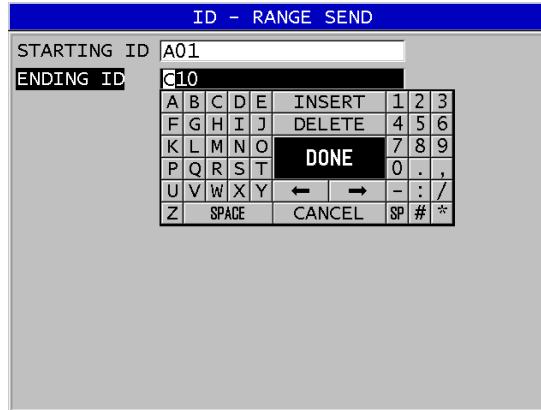 ID – RANGE SEND
STARTING ID A01
ENDING ID C10
A B C D E INSERT 1 2 3
F G H I J DELETE 4 5 6
K L M N O DONE 7 8 9
P Q R S T 0 . ,
U V W X Y ← → – : /
Z SPACE CANCEL SP # *